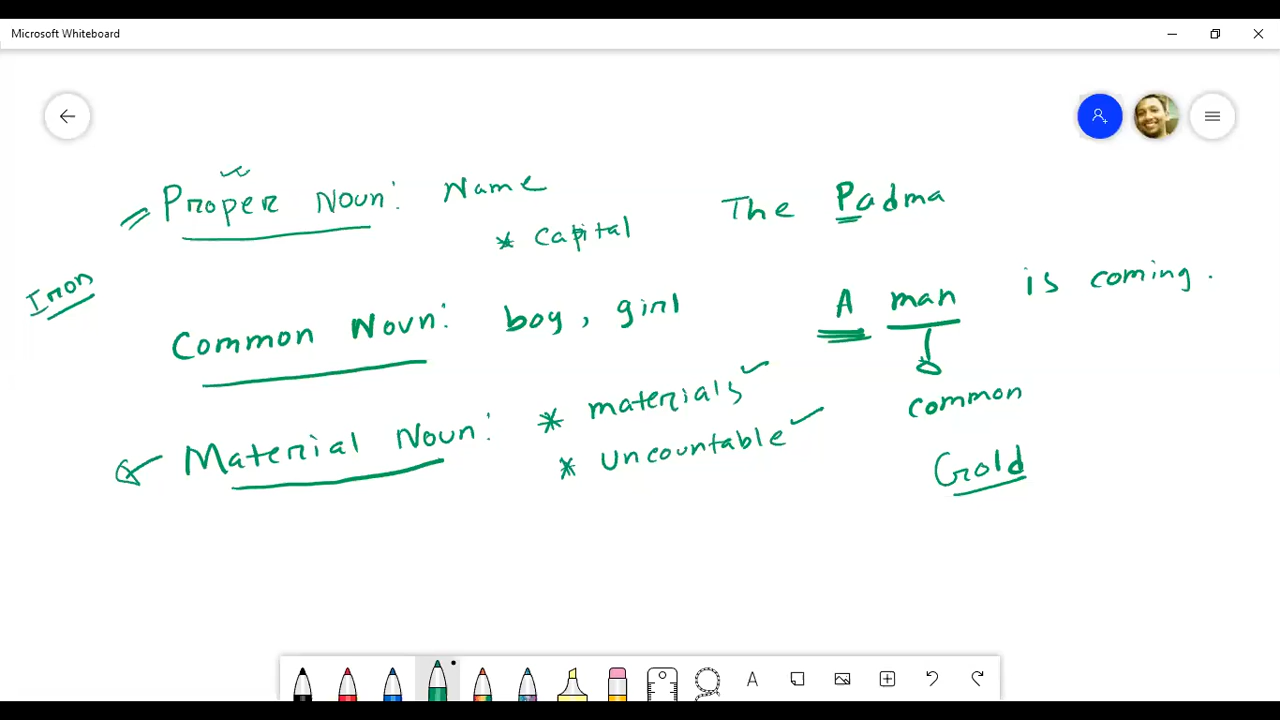 Microsoft Whiteboard
Proper Noun: Name
* capital
The Padma
Iron
Common Noun: boy, girl
A man is coming.
common
Material Noun: * materials
* Uncountable
Gold
A